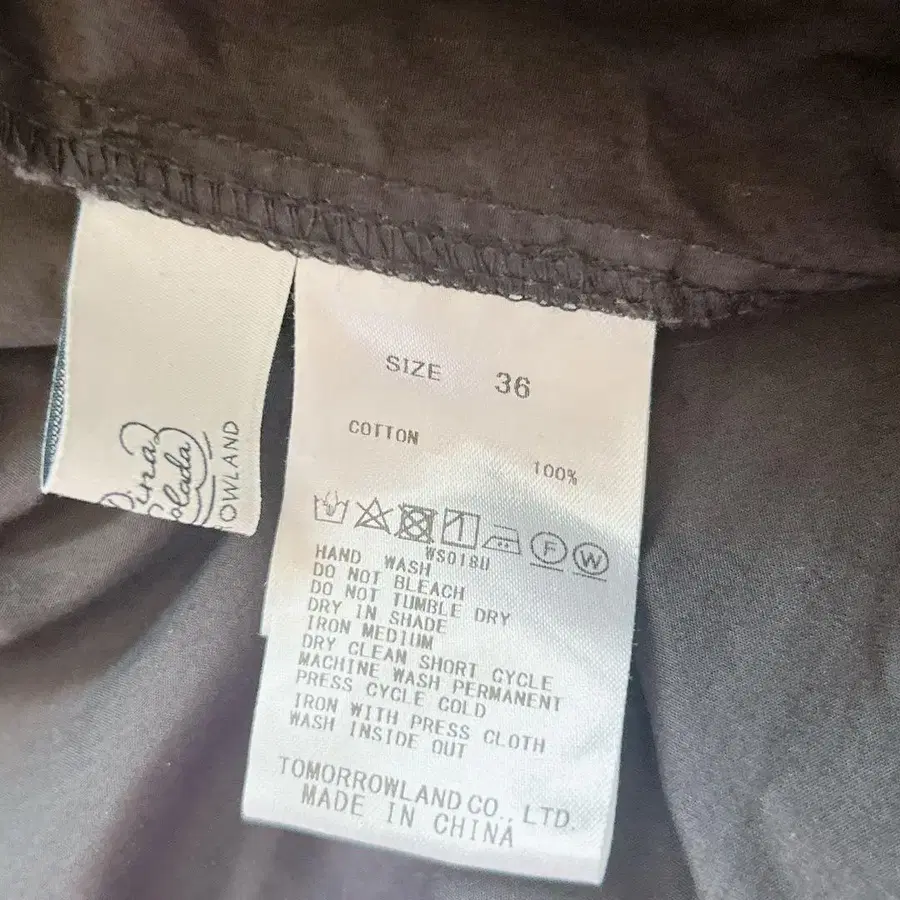 SIZE 36
COTTON
100%
F W
WS018U
HAND WASH
DO NOT BLEACH
DO NOT TUMBLE DRY
DRY IN SHADE
IRON MEDIUM
DRY CLEAN SHORT CYCLE
MACHINE WASH PERMANENT
PRESS CYCLE COLD
IRON WITH PRESS CLOTH
WASH INSIDE OUT
TOMORROWLAND CO., LTD.
MADE IN CHINA
OWLAND